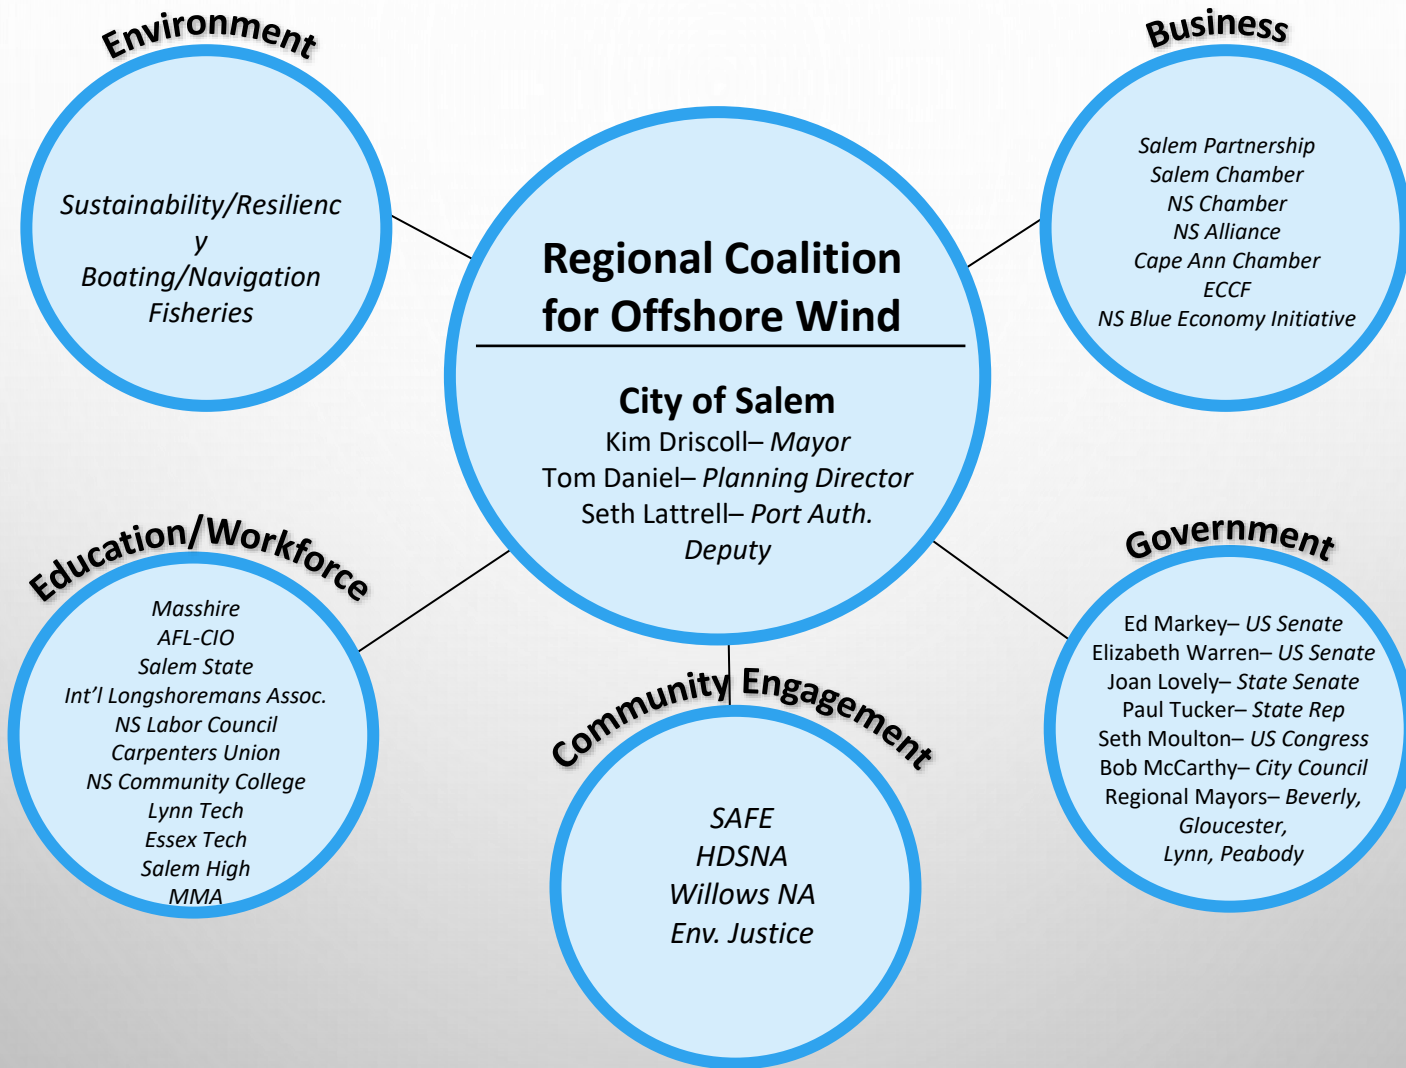 Environment
Sustainability/Resilienc
y
Boating/Navigation
Fisheries
Business
Salem Partnership
Salem Chamber
NS Chamber
NS Alliance
Cape Ann Chamber
ECCF
NS Blue Economy Initiative
Regional Coalition
for Offshore Wind
City of Salem
Kim Driscoll– Mayor
Tom Daniel– Planning Director
Seth Lattrell– Port Auth.
Deputy
Education/Workforce
Masshire
AFL-CIO
Salem State
Int'l Longshoremans Assoc.
NS Labor Council
Carpenters Union
NS Community College
Lynn Tech
Essex Tech
Salem High
MMA
Community Engagement
SAFE
HDSNA
Willows NA
Env. Justice
Government
Ed Markey– US Senate
Elizabeth Warren– US Senate
Joan Lovely– State Senate
Paul Tucker– State Rep
Seth Moulton– US Congress
Bob McCarthy– City Council
Regional Mayors– Beverly,
Gloucester,
Lynn, Peabody